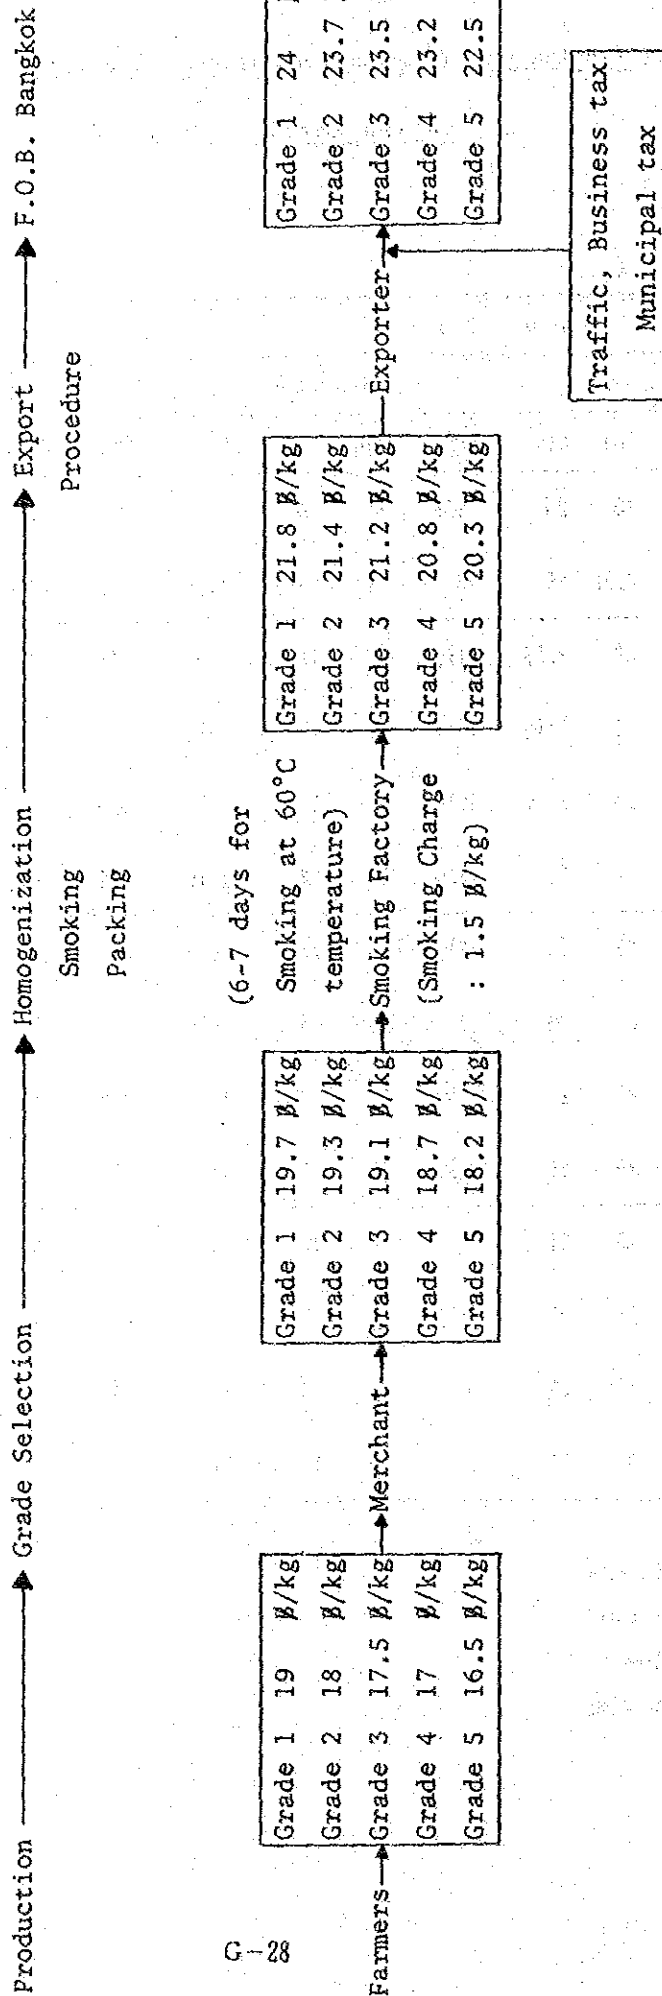 Production Grade Selection Homogenization Export F.O.B. Bangkok
Smoking Procedure
Packing
(6-7 days for
Smoking at 60°C
temperature)
Farmers Merchant Smoking Factory Exporter
(Smoking Charge
: 1.5 ฿/kg)
Grade 1 19 ฿/kg
Grade 2 18 ฿/kg
Grade 3 17.5 ฿/kg
Grade 4 17 ฿/kg
Grade 5 16.5 ฿/kg
Grade 1 19.7 ฿/kg
Grade 2 19.3 ฿/kg
Grade 3 19.1 ฿/kg
Grade 4 18.7 ฿/kg
Grade 5 18.2 ฿/kg
Grade 1 21.8 ฿/kg
Grade 2 21.4 ฿/kg
Grade 3 21.2 ฿/kg
Grade 4 20.8 ฿/kg
Grade 5 20.3 ฿/kg
Grade 1 24
Grade 2 23.7
Grade 3 23.5
Grade 4 23.2
Grade 5 22.5
Traffic, Business tax
Municipal tax
G-28